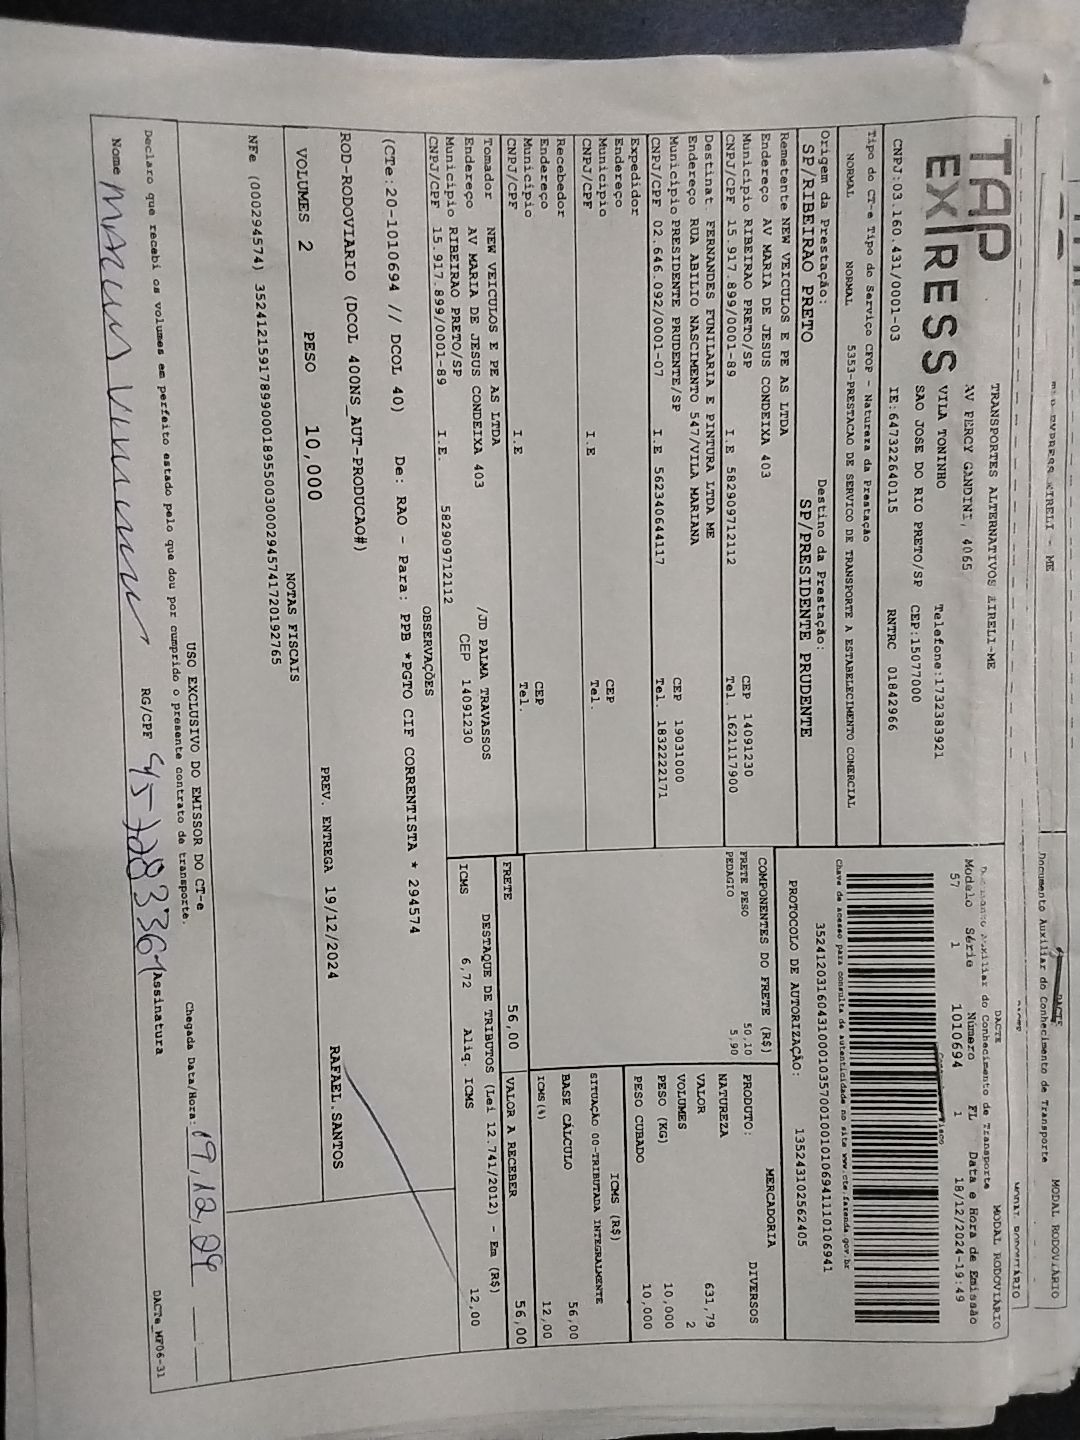 TAP
EXPRESS
TRANSPORTES ALTERNATIVOS EIRELI-ME
AV PERCY GANDINI, 4065
VILA TONINHO Telefone:1732383921
SAO JOSE DO RIO PRETO/SP CEP:15077000
CNPJ:03.160.431/0001-03 IE:647322640115 RNTRC 01842966
DACTE MODAL RODOVIÁRIO
Documento Auxiliar do Conhecimento de Transporte
Modelo Série Número FL Data e Hora de Emissão
57 1 1010694 1 18/12/2024-19:49
Tipo do CT-e Tipo do Serviço CFOP - Natureza da Prestação
NORMAL NORMAL 5353-PRESTACAO DE SERVICO DE TRANSPORTE A ESTABELECIMENTO COMERCIAL
Chave de acesso para consulta de autenticidade no site www.cte.fazenda.gov.br
35241203160431000103570010010106941110106941
PROTOCOLO DE AUTORIZAÇÃO: 135243102562405
Origem da Prestação: Destino da Prestação:
SP/RIBEIRAO PRETO SP/PRESIDENTE PRUDENTE
Remetente NEW VEICULOS E PE AS LTDA
Endereço AV MARIA DE JESUS CONDEIXA 403
Município RIBEIRAO PRETO/SP CEP 14091230
CNPJ/CPF 15.917.899/0001-89 I.E 582909712112 Tel. 1621117900
Destinat FERNANDES FUNILARIA E PINTURA LTDA ME
Endereço RUA ABILIO NASCIMENTO 547/VILA MARIANA
Município PRESIDENTE PRUDENTE/SP CEP 19031000
CNPJ/CPF 02.646.092/0001-07 I.E 562340644117 Tel. 1832222171
Expedidor
Endereço
Município CEP
CNPJ/CPF I.E Tel.
Recebedor
Endereço
Município CEP
CNPJ/CPF I.E Tel.
Tomador NEW VEICULOS E PE AS LTDA
Endereço AV MARIA DE JESUS CONDEIXA 403 /JD PALMA TRAVASSOS
Município RIBEIRAO PRETO/SP CEP 14091230
CNPJ/CPF 15.917.899/0001-89 I.E. 582909712112
COMPONENTES DO FRETE (R$)
FRETE PESO 50,10
PEDAGIO 5,90
MERCADORIA
PRODUTO: DIVERSOS
NATUREZA
VALOR 631,79
VOLUMES 2
PESO (KG) 10,000
PESO CUBADO 10,000
ICMS (R$)
SITUAÇÃO 00-TRIBUTADA INTEGRALMENTE
BASE CÁLCULO 56,00
ICMS (%) 12,00
FRETE 56,00 VALOR A RECEBER 56,00
DESTAQUE DE TRIBUTOS (Lei 12.741/2012) - Em (R$)
ICMS 6,72 Aliq. ICMS 12,00
OBSERVAÇÕES
(CTe:20-1010694 // DCOL 40) De: RAO - Para: PPB *PGTO CIF CORRENTISTA * 294574
ROD-RODOVIARIO (DCOL 400NS_AUT-PRODUCAO#)
VOLUMES 2 PESO 10,000 PREV. ENTREGA 19/12/2024 RAFAEL.SANTOS
NOTAS FISCAIS
NFe (000294574) 35241215917899000189550030002945741720192765
USO EXCLUSIVO DO EMISSOR DO CT-e
Declaro que recebi os volumes em perfeito estado pelo que dou por cumprido o presente contrato de transporte.
Chegada Data/Hora: 19,12,24
Nome RG/CPF Assinatura
DACTe_MF06-31